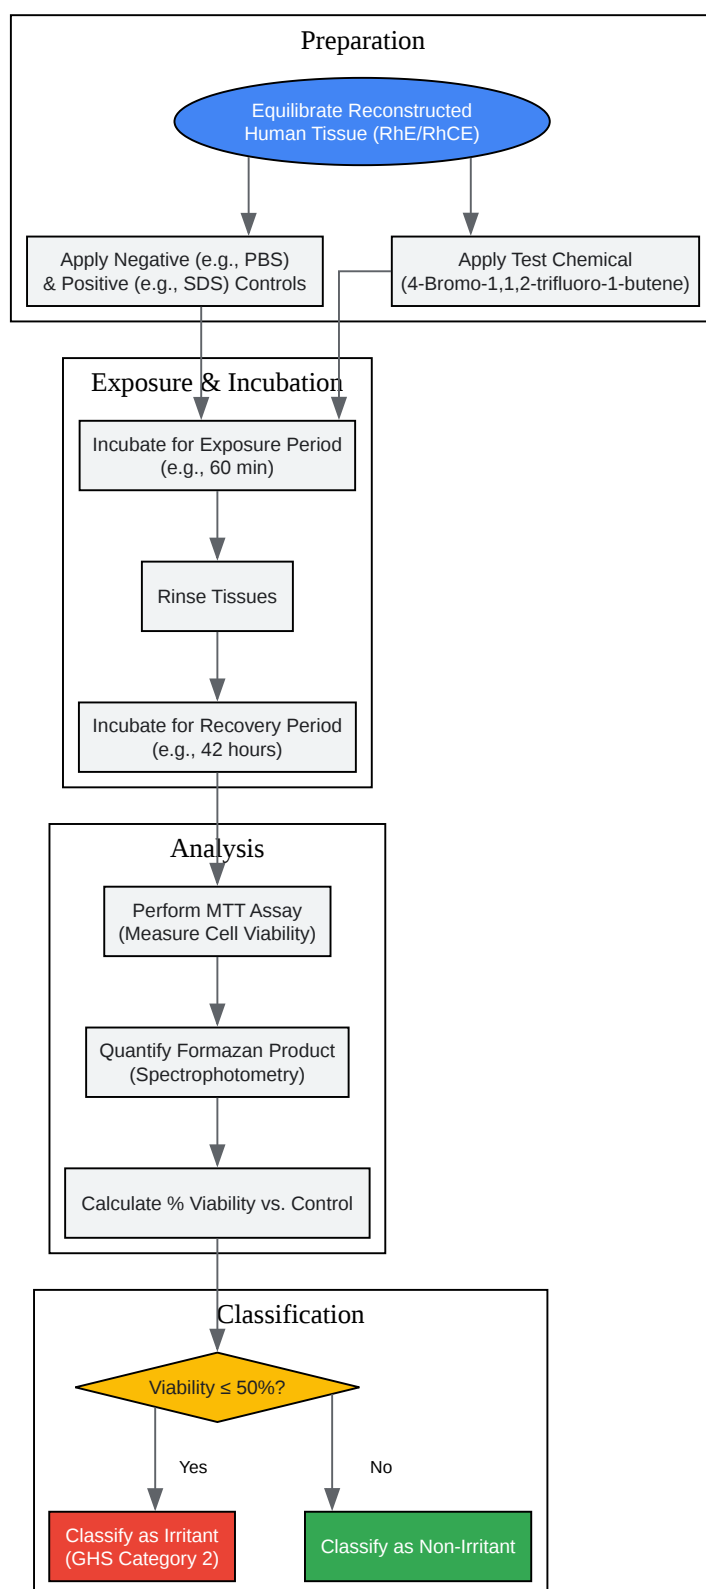 Preparation
Equilibrate Reconstructed
Human Tissue (RhE/RhCE)
Apply Negative (e.g., PBS)
& Positive (e.g., SDS) Controls
Apply Test Chemical
(4-Bromo-1,1,2-trifluoro-1-butene)
Exposure & Incubation
Incubate for Exposure Period
(e.g., 60 min)
Rinse Tissues
Incubate for Recovery Period
(e.g., 42 hours)
Analysis
Perform MTT Assay
(Measure Cell Viability)
Quantify Formazan Product
(Spectrophotometry)
Calculate % Viability vs. Control
Classification
Viability ≤ 50%?
Yes
No
Classify as Irritant
(GHS Category 2)
Classify as Non-Irritant